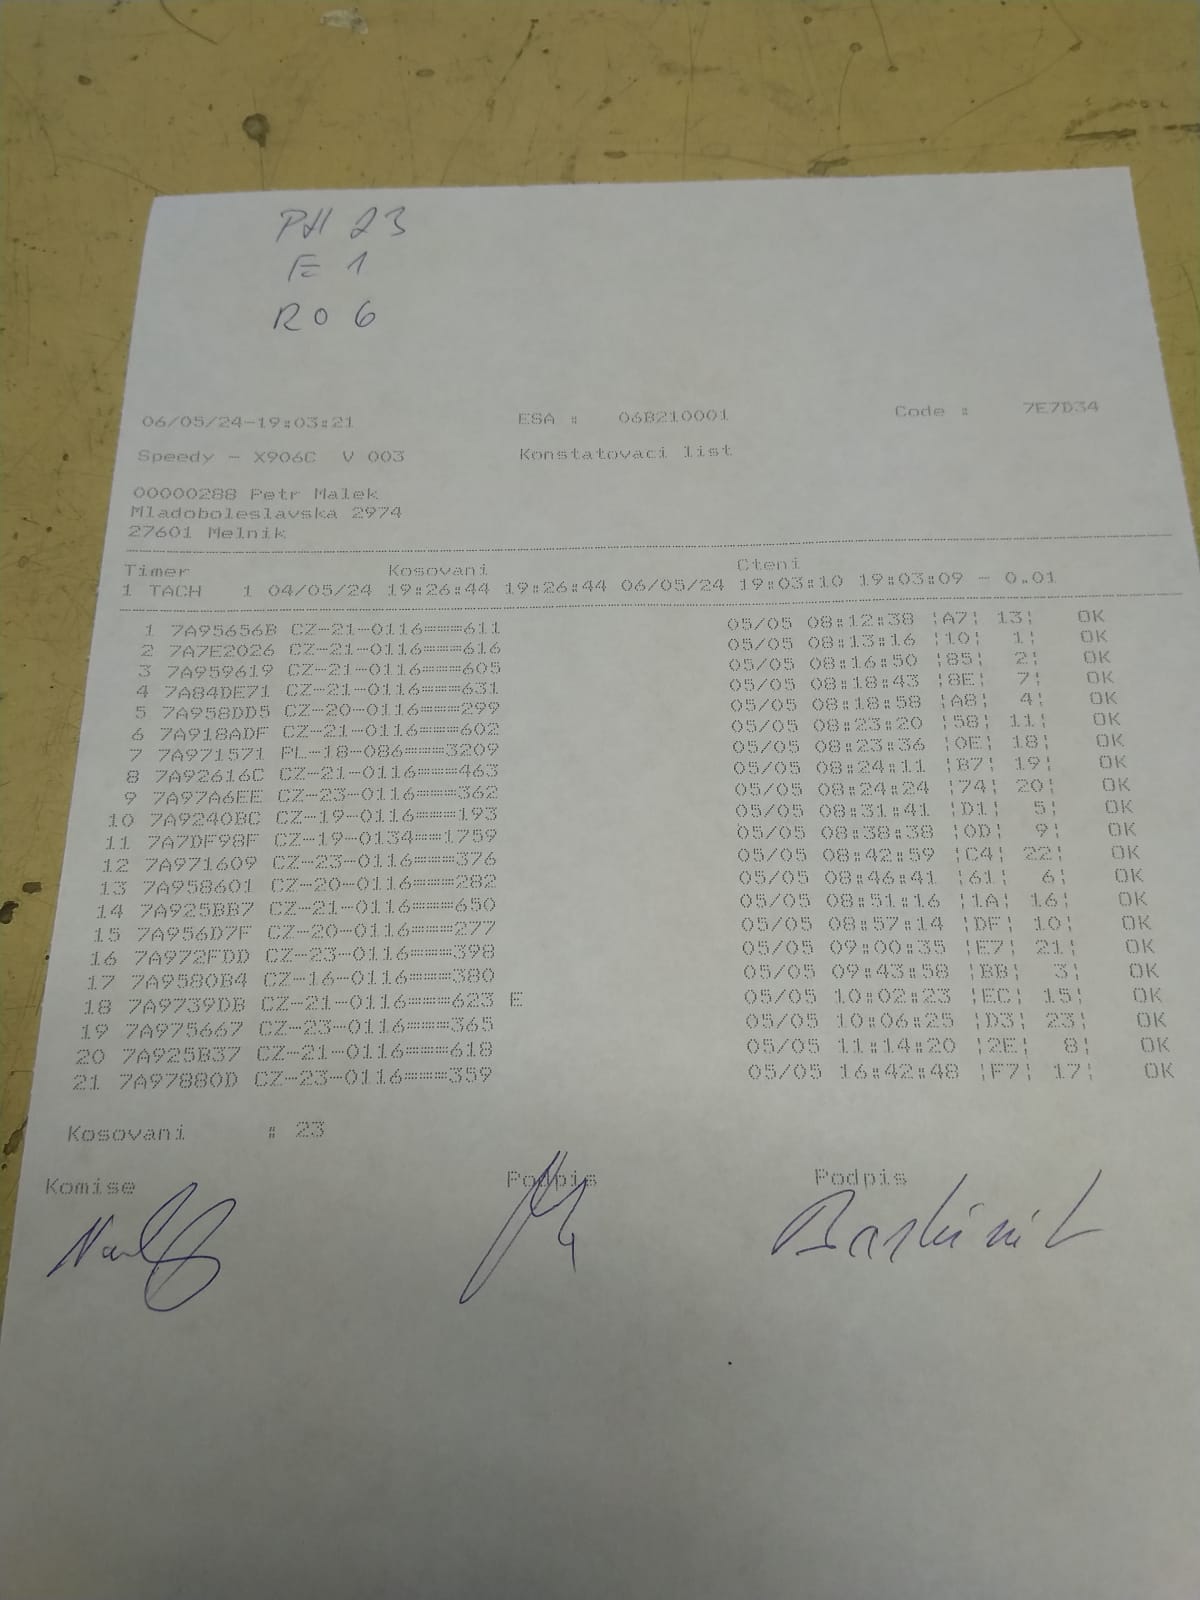 PH 23
F 1
RO 6
06/05/24-19:03:21 ESA : 06B210001 Code : 7E7D34
Speedy - X906C V 003 Konstatovaci list
00000288 Petr Malek
Mladoboleslavska 2974
27601 Melnik
Timer Kosovani Cteni
1 TACH 1 04/05/24 19:26:44 19:26:44 06/05/24 19:03:10 19:03:09 - 0.01
1 7A95656B CZ-21-0116===611 05/05 08:12:38 ¦A7¦ 13¦ OK
2 7A7E2026 CZ-21-0116===616 05/05 08:13:16 ¦10¦ 1¦ OK
3 7A959619 CZ-21-0116===605 05/05 08:16:50 ¦85¦ 2¦ OK
4 7A84DE71 CZ-21-0116===631 05/05 08:18:43 ¦8E¦ 7¦ OK
5 7A958DD5 CZ-20-0116===299 05/05 08:18:58 ¦A8¦ 4¦ OK
6 7A918ADF CZ-21-0116===602 05/05 08:23:20 ¦58¦ 11¦ OK
7 7A971571 PL-18-086===3209 05/05 08:23:36 ¦0E¦ 18¦ OK
8 7A92616C CZ-21-0116===463 05/05 08:24:11 ¦B7¦ 19¦ OK
9 7A97A6EE CZ-23-0116===362 05/05 08:24:24 ¦74¦ 20¦ OK
10 7A9240BC CZ-19-0116===193 05/05 08:31:41 ¦D1¦ 5¦ OK
11 7A7DF98F CZ-19-0134==1759 05/05 08:38:38 ¦0D¦ 9¦ OK
12 7A971609 CZ-23-0116===376 05/05 08:42:59 ¦C4¦ 22¦ OK
13 7A958601 CZ-20-0116===282 05/05 08:46:41 ¦61¦ 6¦ OK
14 7A925BB7 CZ-21-0116===650 05/05 08:51:16 ¦1A¦ 16¦ OK
15 7A956D7F CZ-20-0116===277 05/05 08:57:14 ¦DF¦ 10¦ OK
16 7A972FDD CZ-23-0116===398 05/05 09:00:35 ¦E7¦ 21¦ OK
17 7A9580B4 CZ-16-0116===380 05/05 09:43:58 ¦BB¦ 3¦ OK
18 7A9739DB CZ-21-0116===623 E 05/05 10:02:23 ¦EC¦ 15¦ OK
19 7A975667 CZ-23-0116===365 05/05 10:06:25 ¦D3¦ 23¦ OK
20 7A925B37 CZ-21-0116===618 05/05 11:14:20 ¦2E¦ 8¦ OK
21 7A97880D CZ-23-0116===359 05/05 16:42:48 ¦F7¦ 17¦ OK
Kosovani : 23
Komise Podpis Podpis